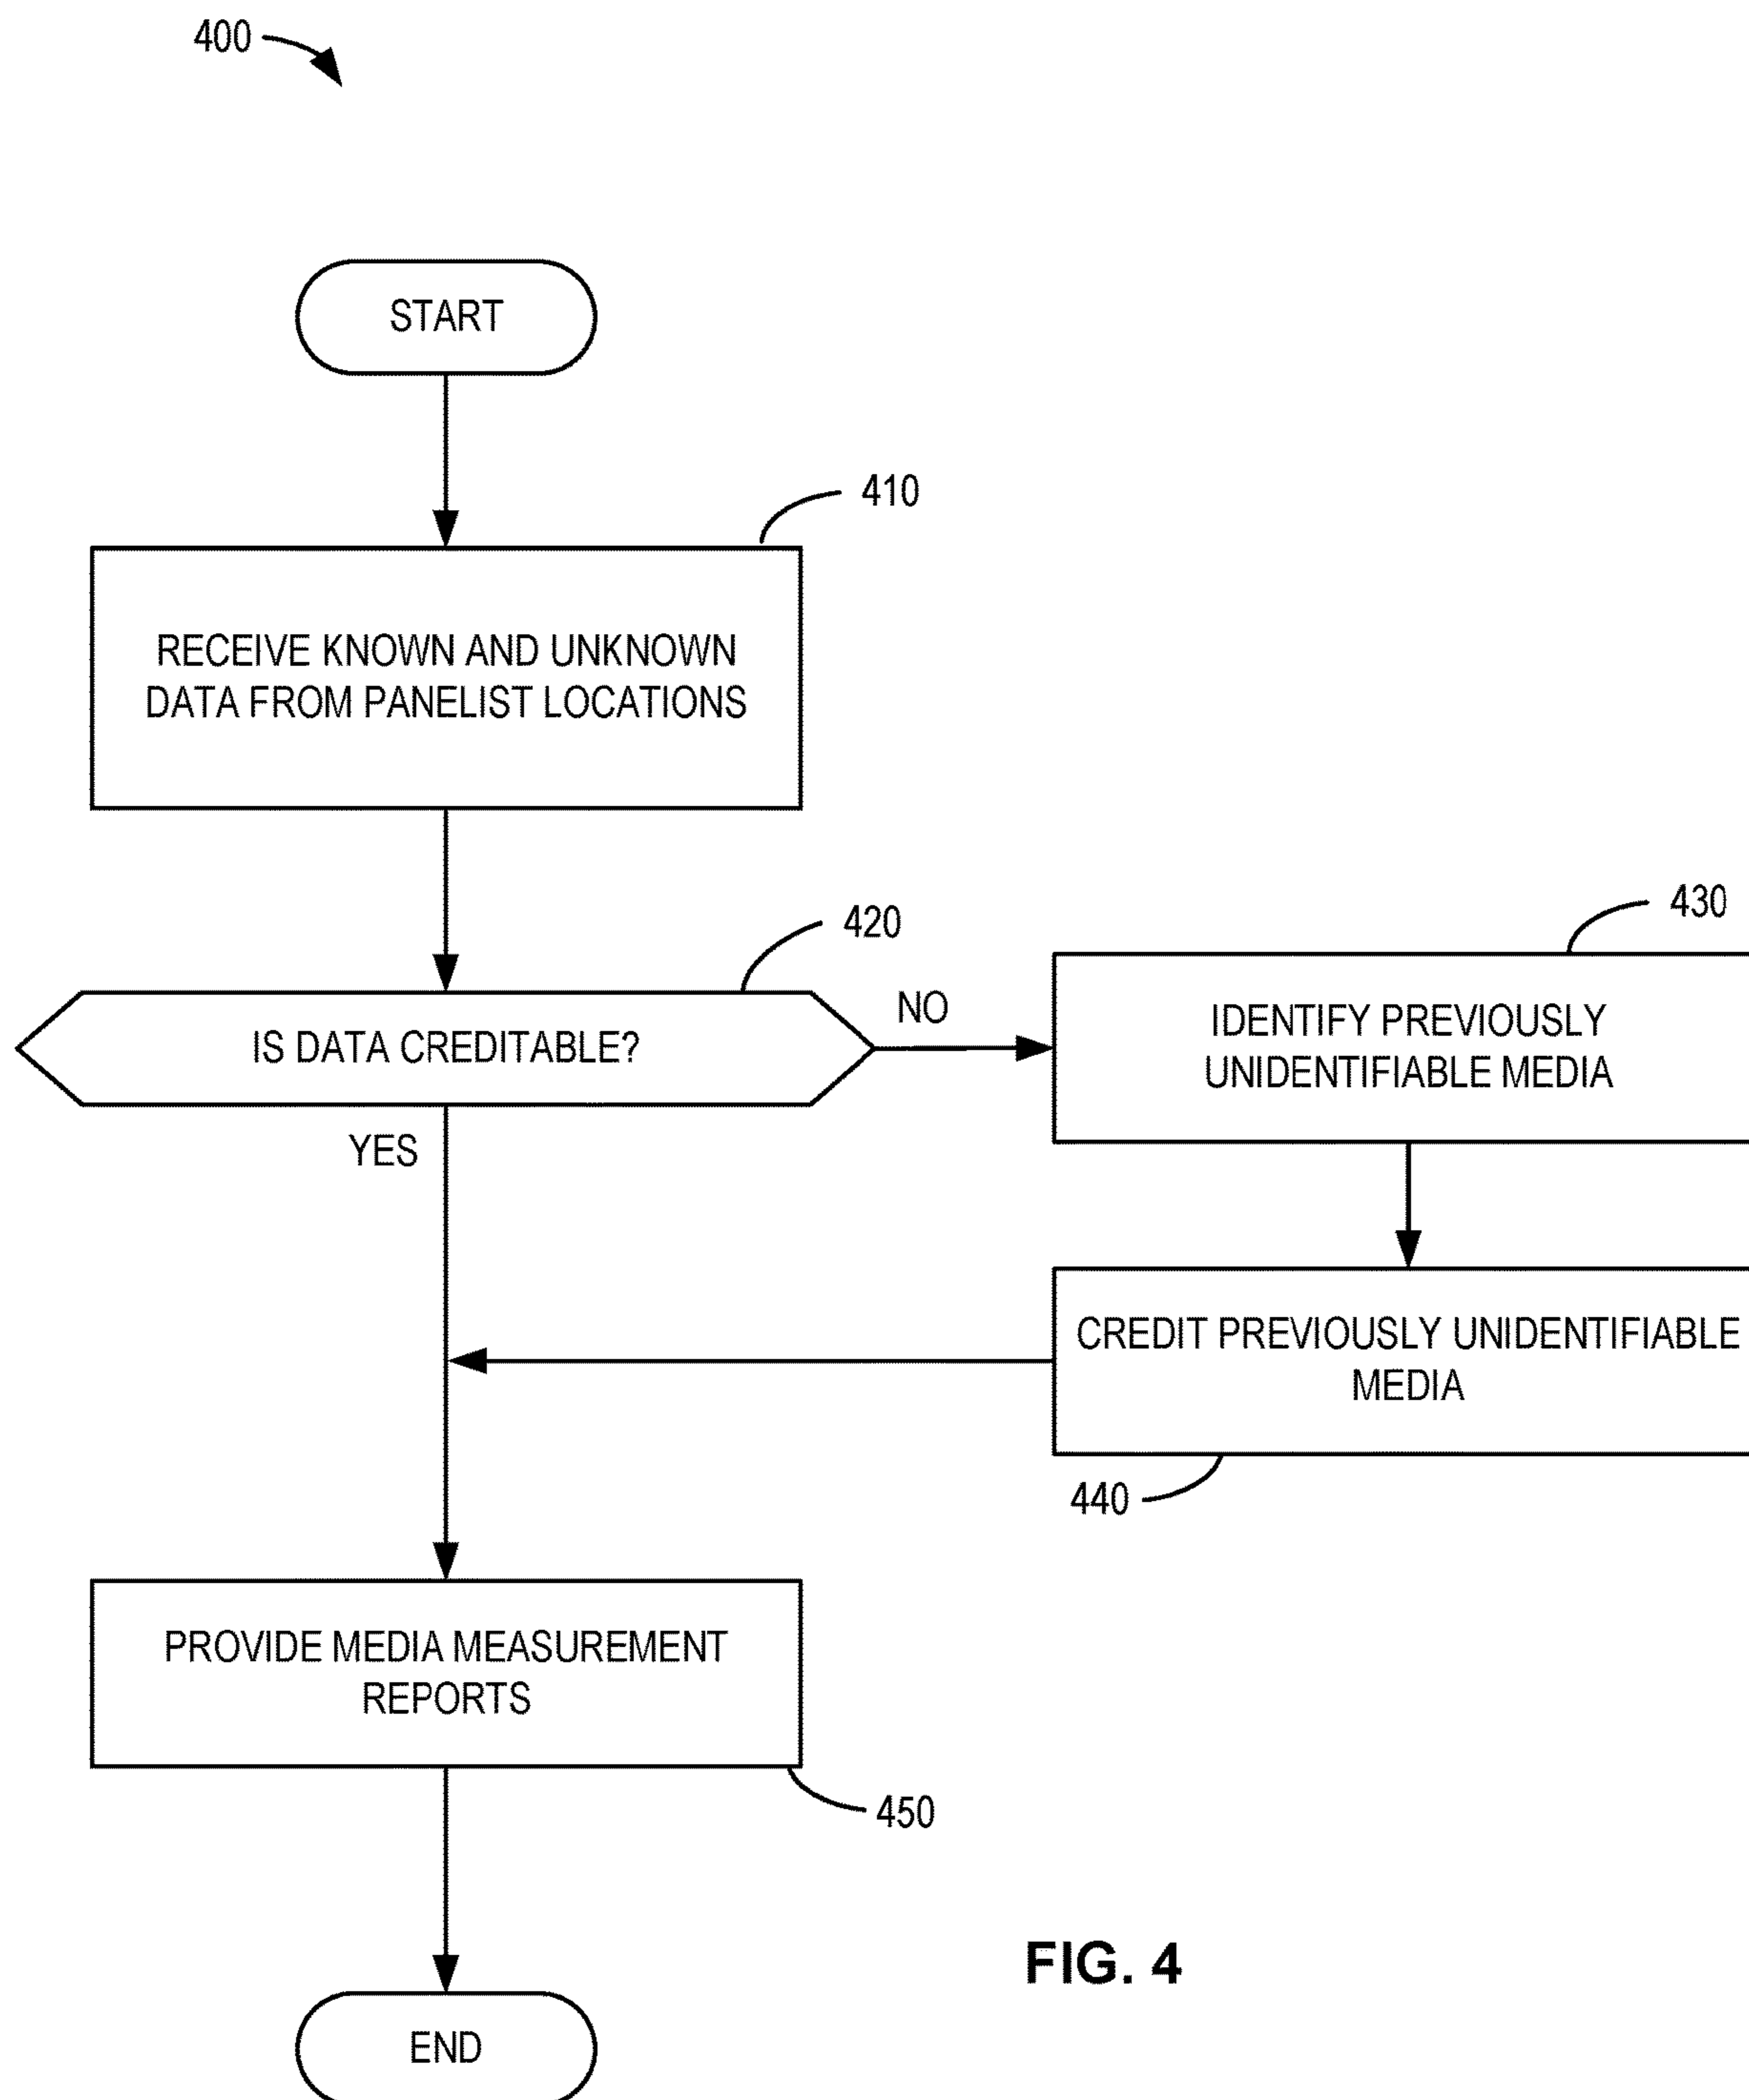 400
START
410
RECEIVE KNOWN AND UNKNOWN
DATA FROM PANELIST LOCATIONS
420
IS DATA CREDITABLE?
NO
430
IDENTIFY PREVIOUSLY
UNIDENTIFIABLE MEDIA
YES
CREDIT PREVIOUSLY UNIDENTIFIABLE
MEDIA
440
PROVIDE MEDIA MEASUREMENT
REPORTS
450
FIG. 4
END